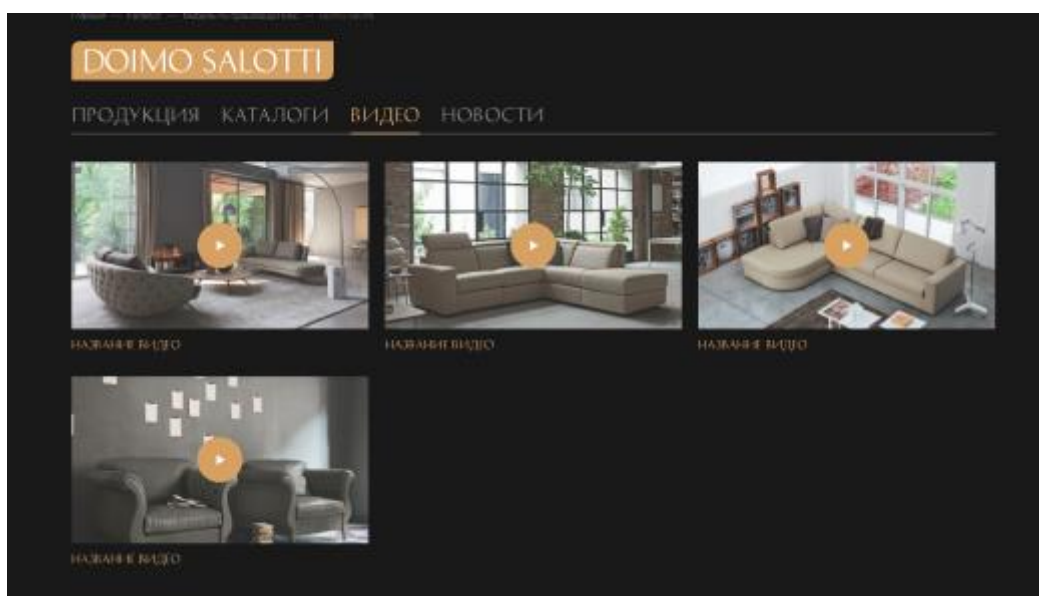 DOIMO SALOTTI
ПРОДУКЦИЯ КАТАЛОГИ ВИДЕО НОВОСТИ
НАЗВАНИЕ ВИДЕО НАЗВАНИЕ ВИДЕО НАЗВАНИЕ ВИДЕО
НАЗВАНИЕ ВИДЕО